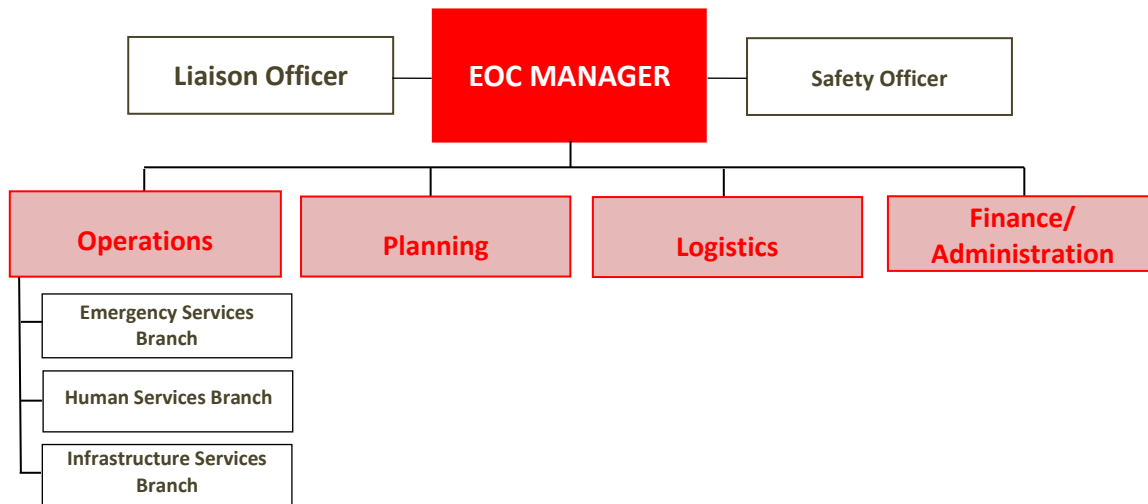 Liaison Officer
EOC MANAGER
Safety Officer
Operations
Planning
Logistics
Finance/
Administration
Emergency Services
Branch
Human Services Branch
Infrastructure Services
Branch